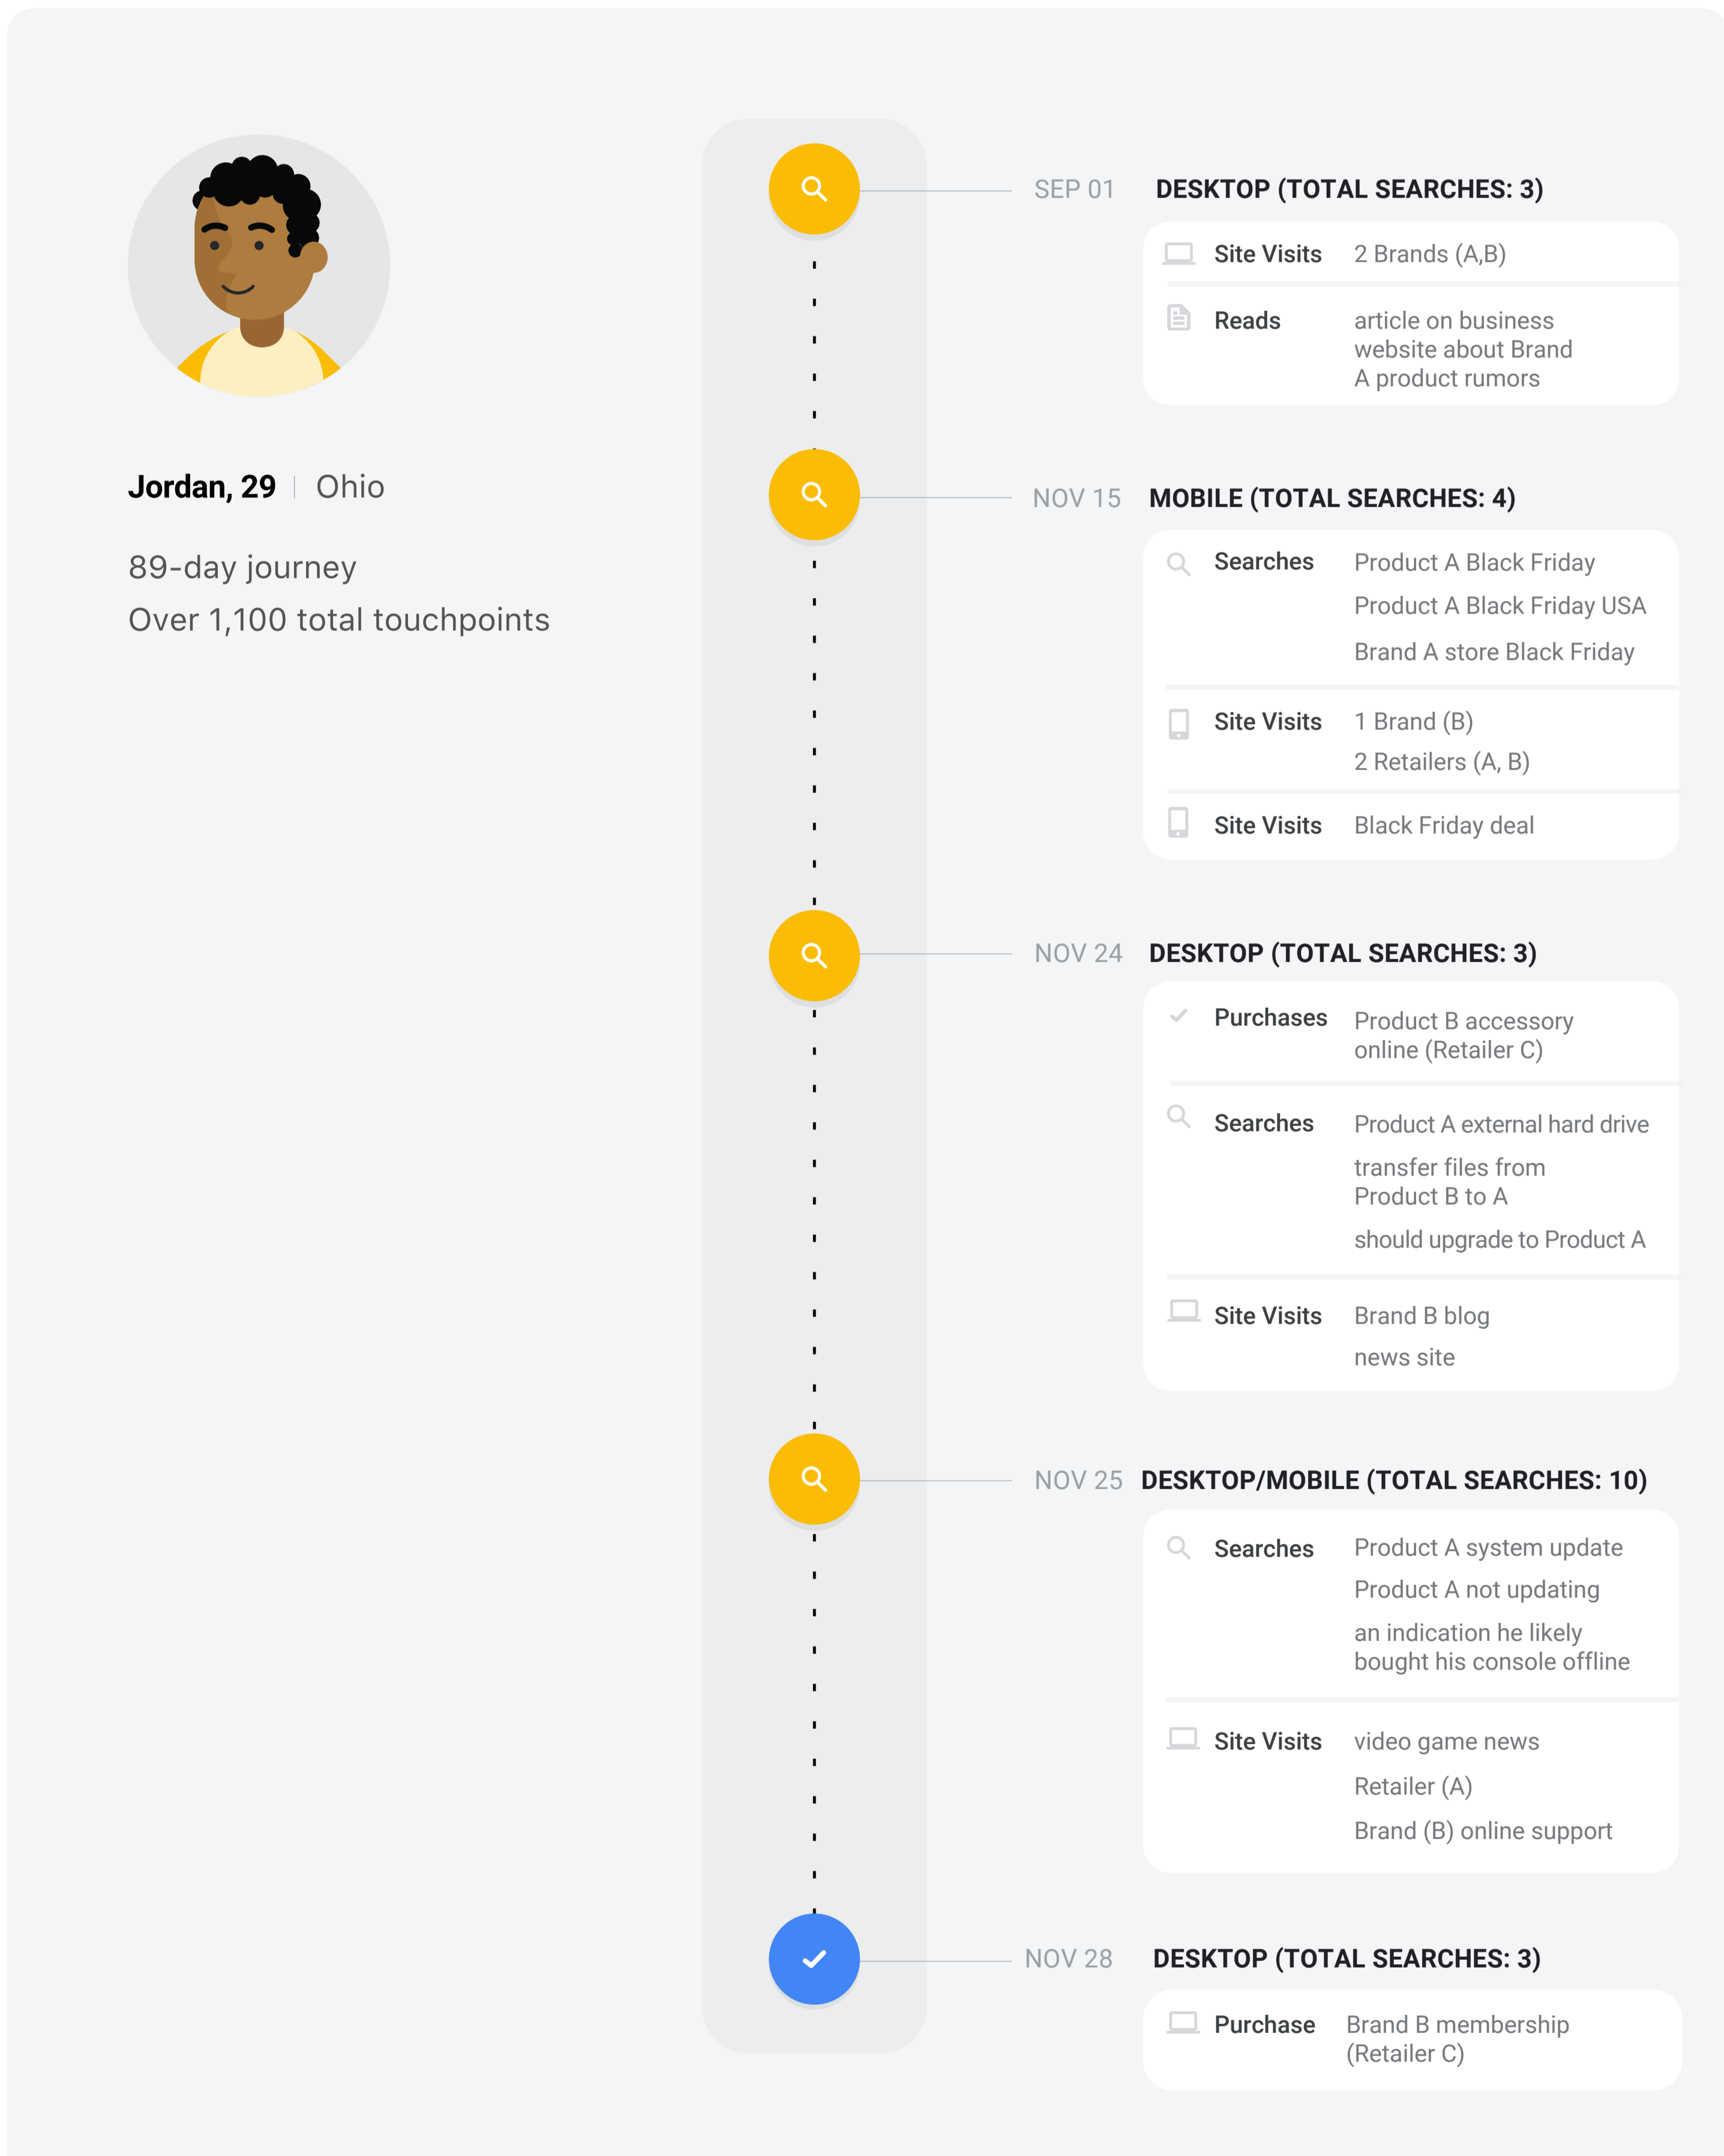 Jordan, 29 | Ohio
89-day journey
Over 1,100 total touchpoints
SEP 01 DESKTOP (TOTAL SEARCHES: 3)
Site Visits 2 Brands (A,B)
Reads article on business
website about Brand
A product rumors
NOV 15 MOBILE (TOTAL SEARCHES: 4)
Searches Product A Black Friday
Product A Black Friday USA
Brand A store Black Friday
Site Visits 1 Brand (B)
2 Retailers (A, B)
Site Visits Black Friday deal
NOV 24 DESKTOP (TOTAL SEARCHES: 3)
Purchases Product B accessory
online (Retailer C)
Searches Product A external hard drive
transfer files from
Product B to A
should upgrade to Product A
Site Visits Brand B blog
news site
NOV 25 DESKTOP/MOBILE (TOTAL SEARCHES: 10)
Searches Product A system update
Product A not updating
an indication he likely
bought his console offline
Site Visits video game news
Retailer (A)
Brand (B) online support
NOV 28 DESKTOP (TOTAL SEARCHES: 3)
Purchase Brand B membership
(Retailer C)